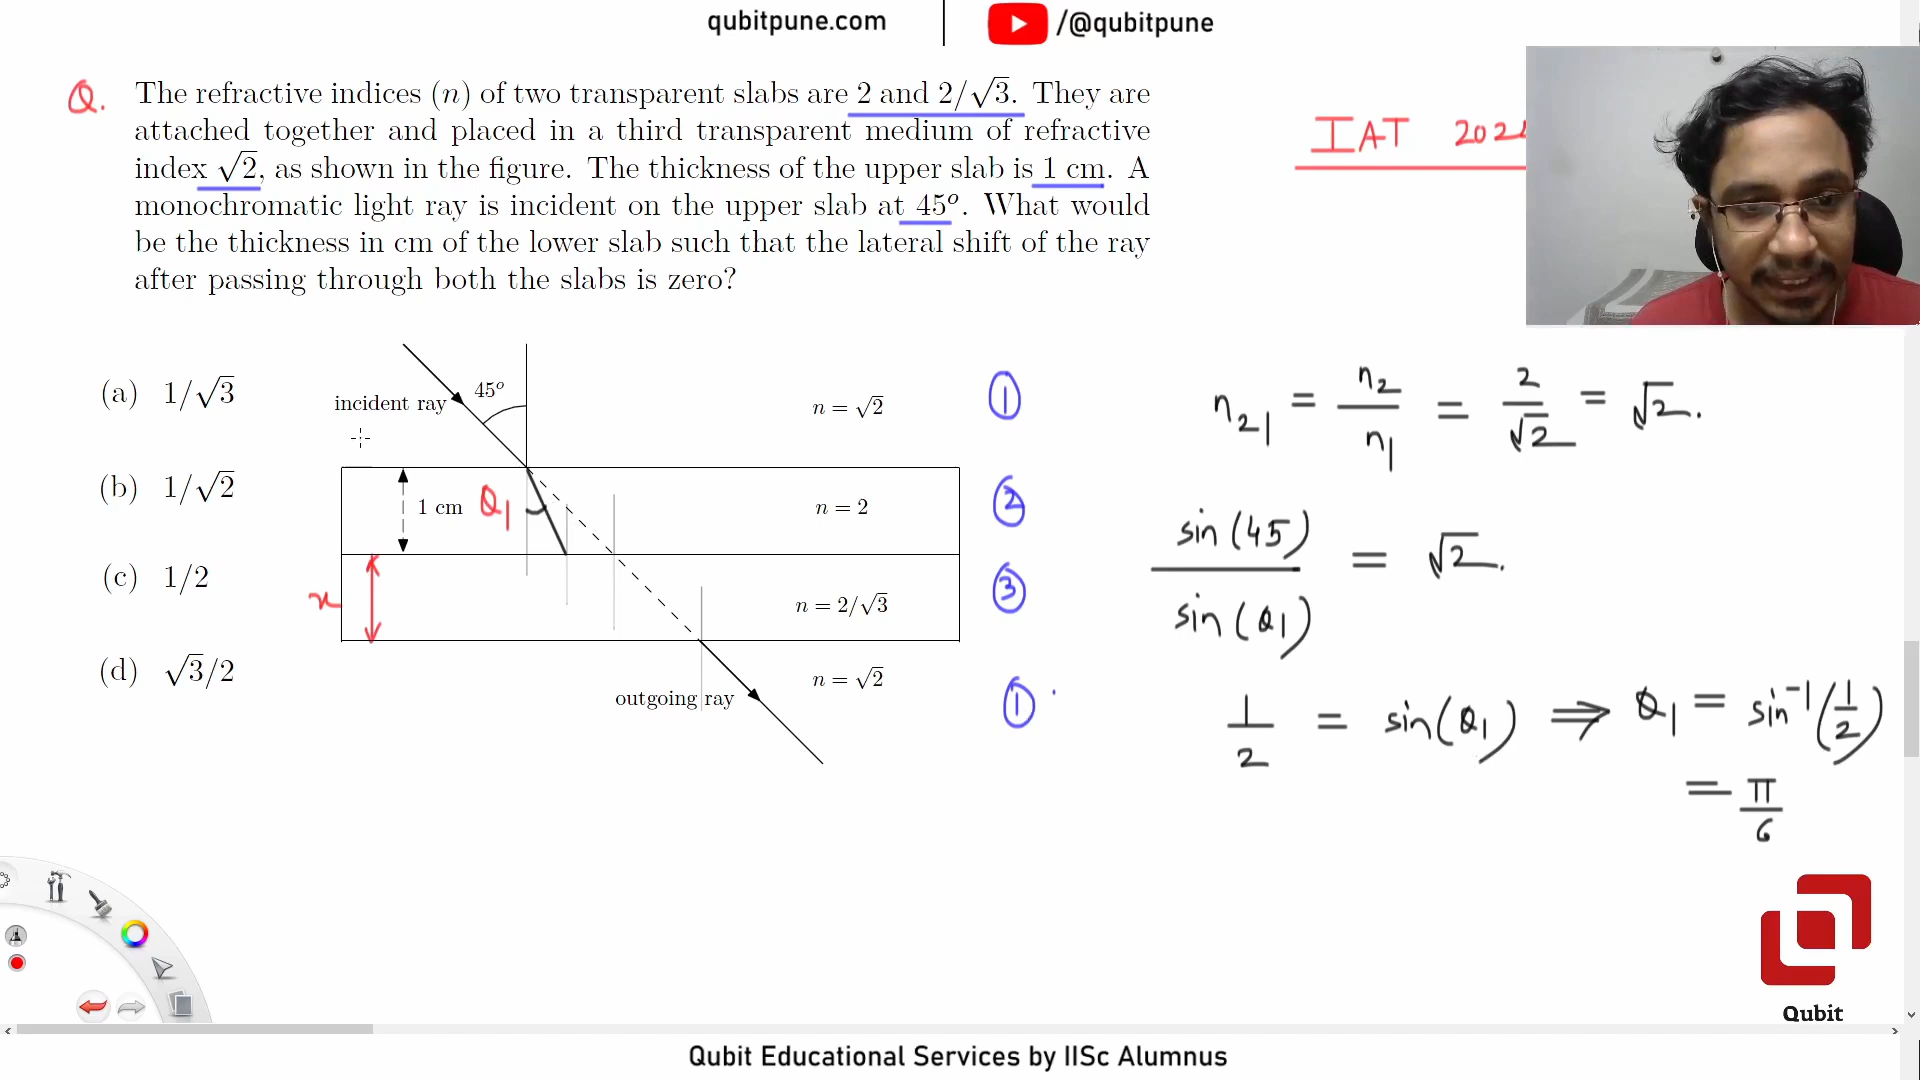 qubitpune.com | /@qubitpune
Q. The refractive indices (n) of two transparent slabs are 2 and 2/√3. They are
attached together and placed in a third transparent medium of refractive
index √2, as shown in the figure. The thickness of the upper slab is 1 cm. A
monochromatic light ray is incident on the upper slab at 45°. What would
be the thickness in cm of the lower slab such that the lateral shift of the ray
after passing through both the slabs is zero?
IAT 202
(a) 1/√3
(b) 1/√2
(c) 1/2
(d) √3/2
45°
incident ray
n = √2
①
1 cm
θ₁
n = 2
②
x
n = 2/√3
③
outgoing ray
n = √2
①
n₂₁ = n₂/n₁ = 2/√2 = √2.
sin(45)/sin(θ₁) = √2.
1/2 = sin(θ₁) ⇒ θ₁ = sin⁻¹(1/2)
= π/6
Qubit
Qubit Educational Services by IISc Alumnus